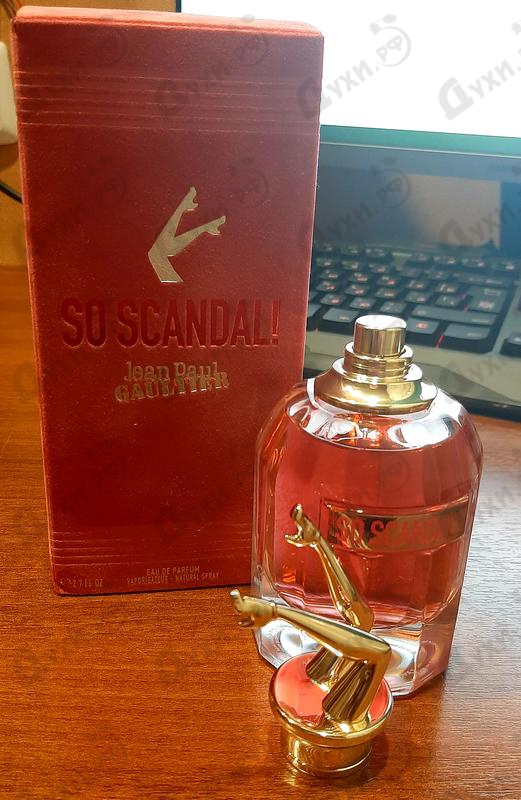 SO SCANDAL!
Jean Paul
GAULTIER
EAU DE PARFUM
VAPORISATEUR - NATURAL SPRAY
2.7 FL OZ
SO SCANDAL!
Духи.рф